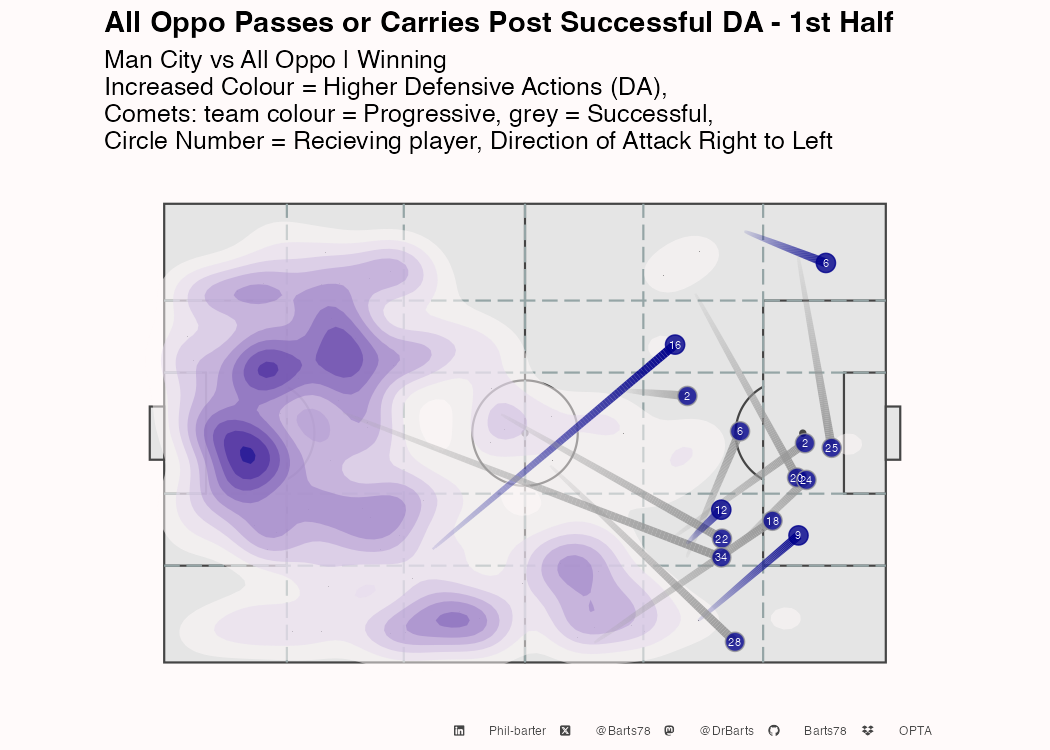 All Oppo Passes or Carries Post Successful DA - 1st Half
Man City vs All Oppo | Winning
Increased Colour = Higher Defensive Actions (DA),
Comets: team colour = Progressive, grey = Successful,
Circle Number = Recieving player, Direction of Attack Right to Left
6
16
2
6
2
25
20
24
12
18
22
9
34
28
Phil-barter @Barts78 @DrBarts Barts78 OPTA